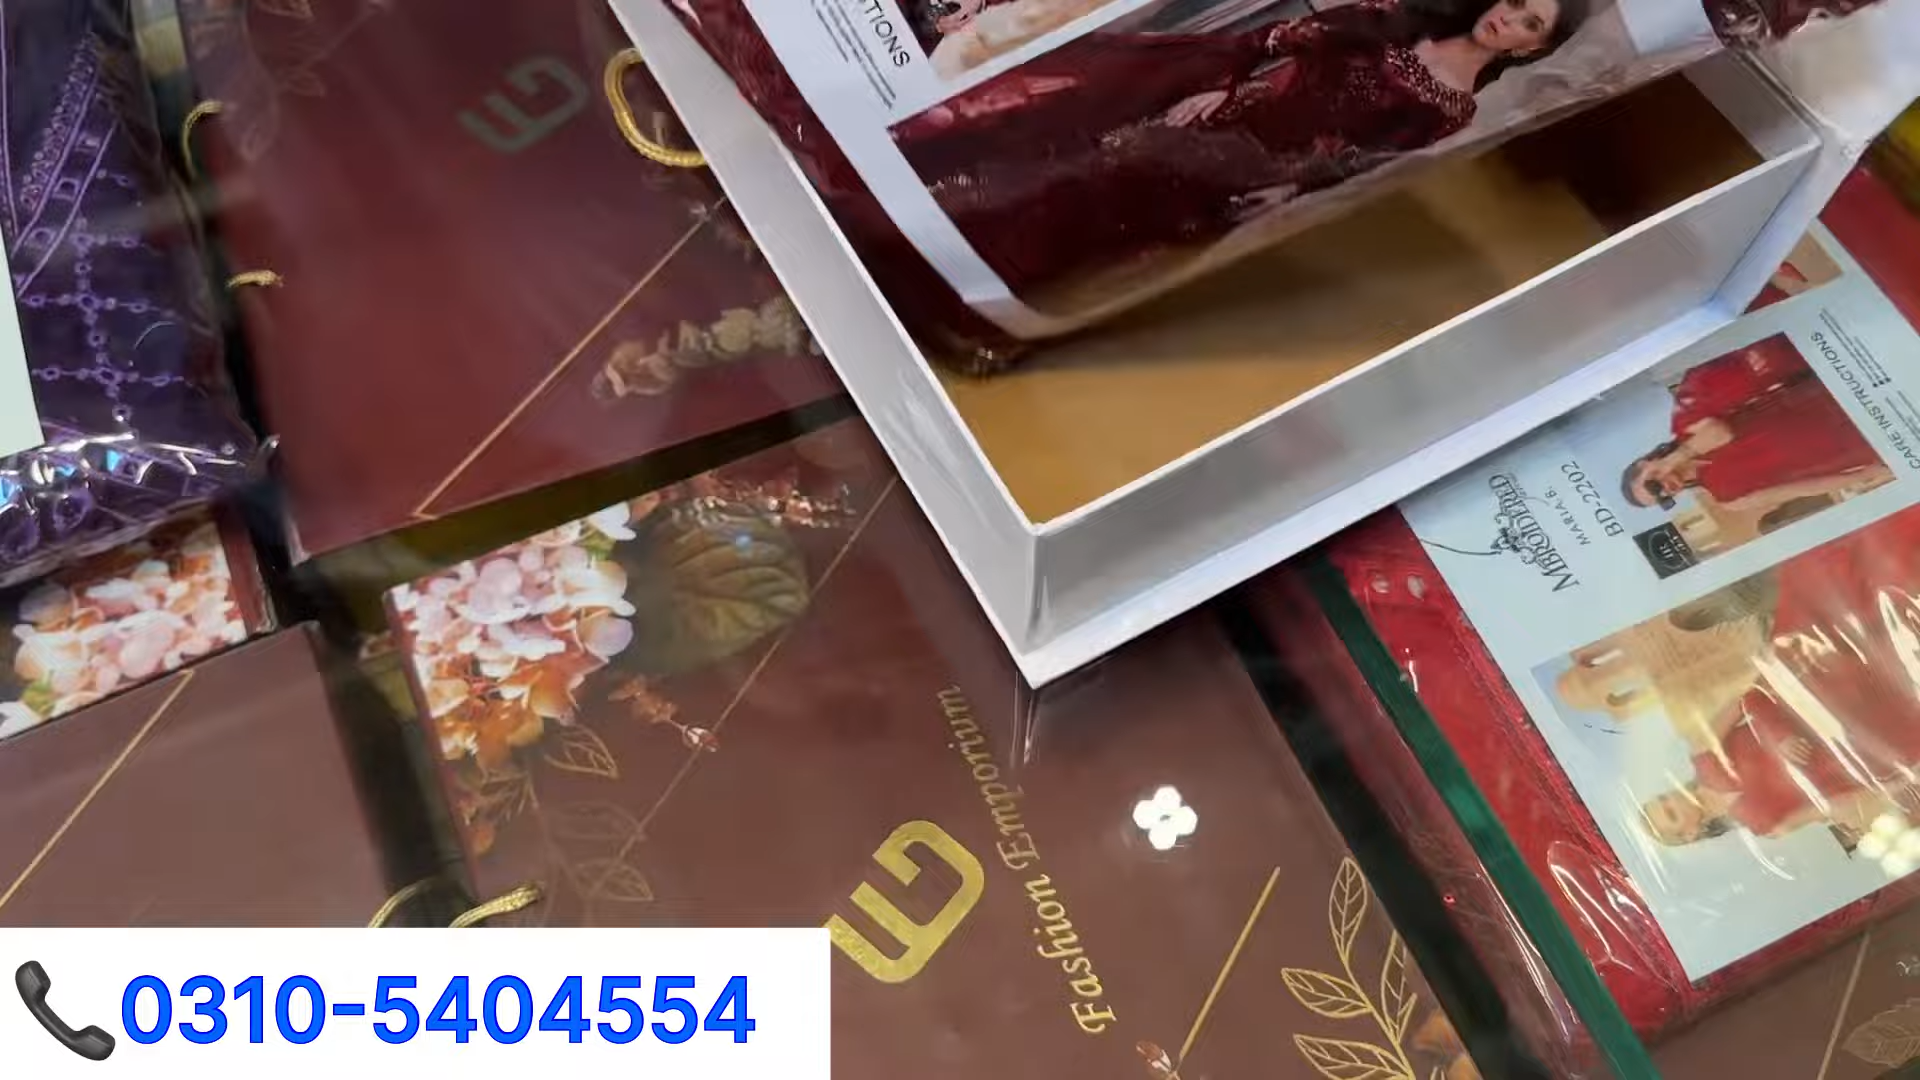 TIONS
CARE INSTRUCTIONS
MBROIDERED
MARIA.B.
BD-2202
Fashion Emporium
0310-5404554